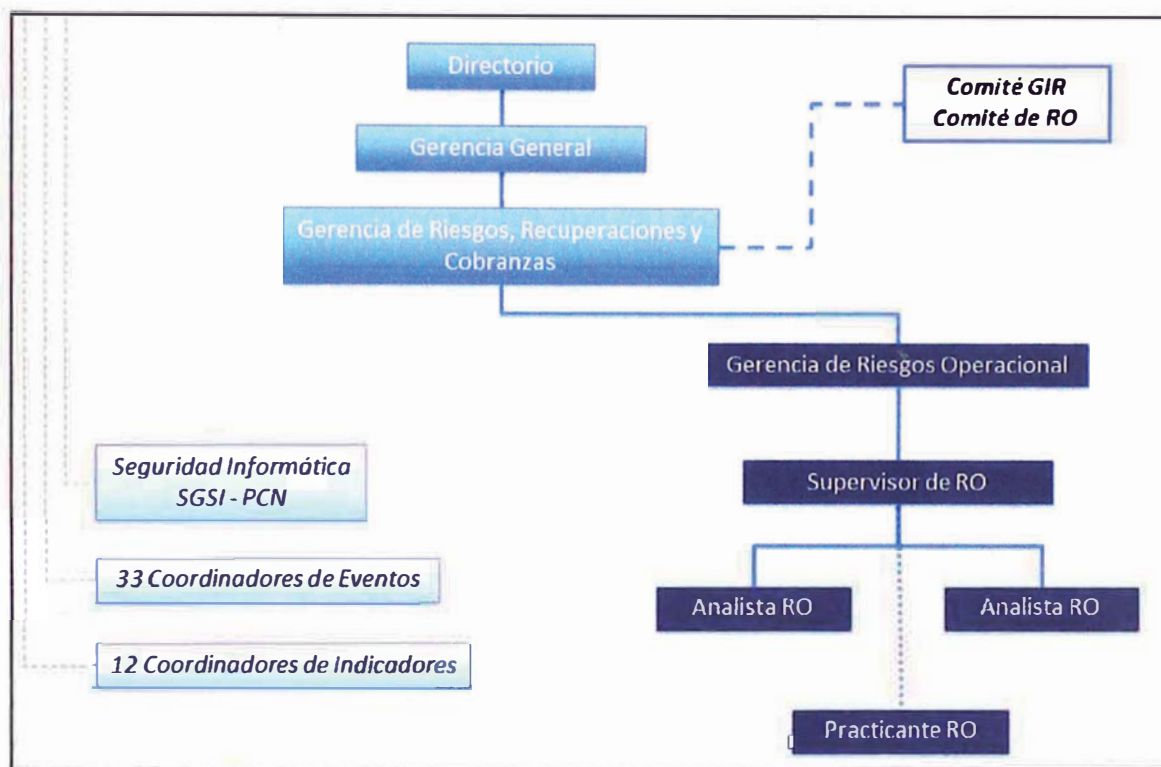 Directorio
Comité GIR
Comité de RO
Gerencia General
Gerencia de Riesgos, Recuperaciones y
Cobranzas
Gerencia de Riesgos Operacional
Seguridad Informática
SGSI - PCN
Supervisor de RO
33 Coordinadores de Eventos
Analista RO
Analista RO
12 Coordinadores de Indicadores
Practicante RO